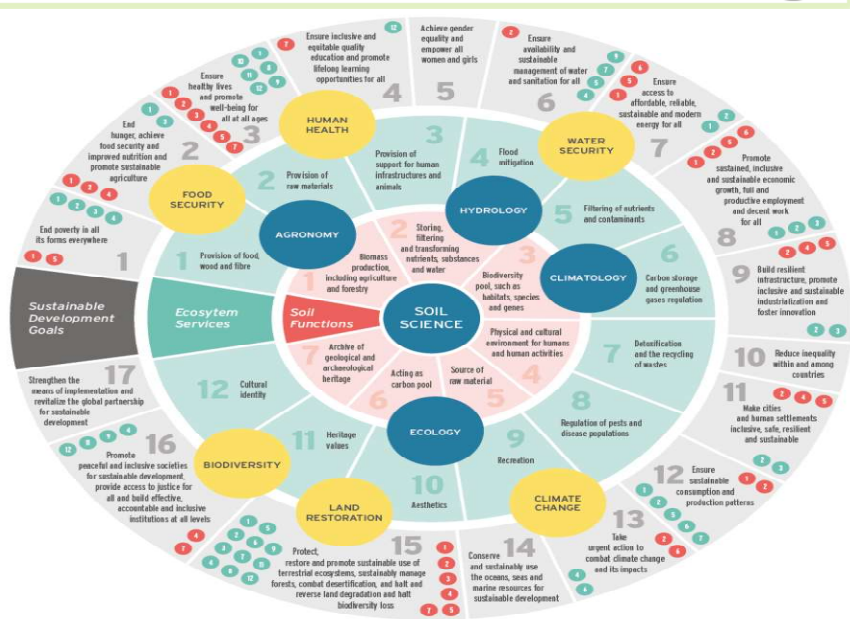 SOIL
SCIENCE
AGRONOMY
HYDROLOGY
CLIMATOLOGY
ECOLOGY
FOOD
SECURITY
HUMAN
HEALTH
WATER
SECURITY
CLIMATE
CHANGE
LAND
RESTORATION
BIODIVERSITY
Soil
Functions
1
Biomass
production,
including agriculture
and forestry
2
Storing,
filtering
and transforming
nutrients, substances
and water
3
Biodiversity
pool, such as
habitats, species
and genes
Physical and cultural
environment for humans
and human activities
4
Source of
raw material
5
Acting as
carbon pool
6
7
Archive of
geological and
archeological
heritage
Ecosytem
Services
1
Provision of food,
wood and fibre
2
Provision of
raw materials
3
Provision of
support for human
infrastructures and
animals
4
Flood
mitigation
5
Filtering of nutrients
and contaminants
6
Carbon storage
and greenhouse
gases regulation
7
Detoxification
and the recycling
of wastes
8
Regulation of pests and
disease populations
9
Recreation
10
Aesthetics
11
Heritage
values
12
Cultural
identity
Sustainable
Development
Goals
End poverty in all
its forms everywhere
1
End
hunger, achieve
food security and
improved nutrition and
promote sustainable
agriculture
2
Ensure
healthy lives
and promote
well-being for
all at all ages
3
Ensure inclusive and
equitable quality
education and promote
lifelong learning
opportunities for all
4
Achieve gender
equality and
empower all
women and girls
5
Ensure
availability and
sustainable
management of water
and sanitation for all
6
Ensure
access to
affordable, reliable,
sustainable and modern
energy for all
7
Promote
sustained, inclusive
and sustainable economic
growth, full and
productive employment
and decent work
for all
8
9
Build resilient
infrastructure, promote
inclusive and sustainable
industrialization and
foster innovation
10
Reduce inequality
within and among
countries
11
Make cities
and human settlements
inclusive, safe, resilient
and sustainable
12
Ensure
sustainable
consumption and
production patterns
13
Take
urgent action to
combat climate change
and its impacts
14
Conserve
and sustainably use
the oceans, seas and
marine resources for
sustainable development
15
Protect,
restore and promote sustainable use of
terrestrial ecosystems, sustainably manage
forests, combat desertification, and halt and
reverse land degradation and halt
biodiversity loss
16
Promote
peaceful and inclusive societies
for sustainable development,
provide access to justice for
all and build effective,
accountable and inclusive
institutions at all levels
17
Strengthen the
means of implementation and
revitalize the global partnership
for sustainable
development